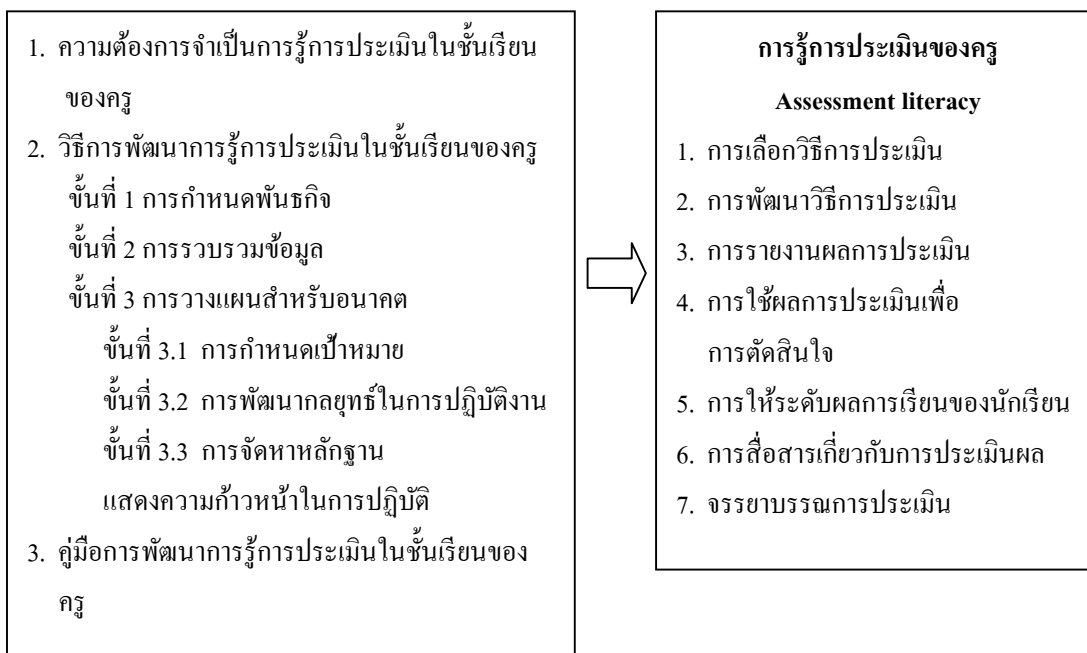 1. ความต้องการจำเป็นการรู้การประเมินในชั้นเรียน
ของครู
2. วิธีการพัฒนาการรู้การประเมินในชั้นเรียนของครู
ขั้นที่ 1 การกำหนดพันธกิจ
ขั้นที่ 2 การรวบรวมข้อมูล
ขั้นที่ 3 การวางแผนสำหรับอนาคต
ขั้นที่ 3.1 การกำหนดเป้าหมาย
ขั้นที่ 3.2 การพัฒนากลยุทธ์ในการปฏิบัติงาน
ขั้นที่ 3.3 การจัดหาหลักฐาน
แสดงความก้าวหน้าในการปฏิบัติ
3. คู่มือการพัฒนาการรู้การประเมินในชั้นเรียนของ
ครู
การรู้การประเมินของครู
Assessment literacy
1. การเลือกวิธีการประเมิน
2. การพัฒนาวิธีการประเมิน
3. การรายงานผลการประเมิน
4. การใช้ผลการประเมินเพื่อ
การตัดสินใจ
5. การให้ระดับผลการเรียนของนักเรียน
6. การสื่อสารเกี่ยวกับการประเมินผล
7. จรรยาบรรณการประเมิน